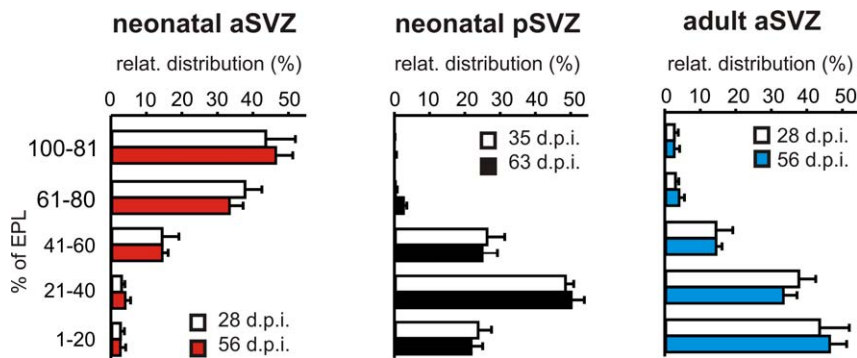 neonatal aSVZ
relat. distribution (%)
0 10 20 30 40 50
100-81
61-80
41-60
21-40
1-20
% of EPL
28 d.p.i.
56 d.p.i.
neonatal pSVZ
relat. distribution (%)
0 10 20 30 40 50
35 d.p.i.
63 d.p.i.
adult aSVZ
relat. distribution (%)
0 10 20 30 40 50
28 d.p.i.
56 d.p.i.